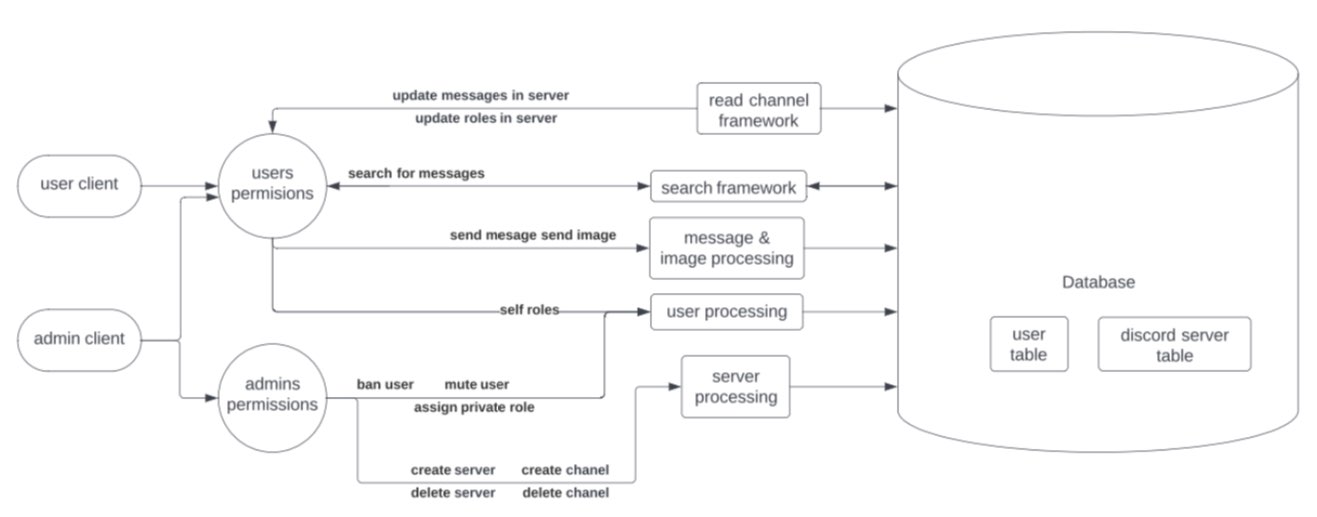 update messages in server
update roles in server
read channel
framework
user client
users
permisions
search for messages
search framework
send mesage send image
message &
image processing
self roles
user processing
admin client
admins
permissions
ban user mute user
assign private role
server
processing
create server create chanel
delete server delete chanel
Database
user
table
discord server
table